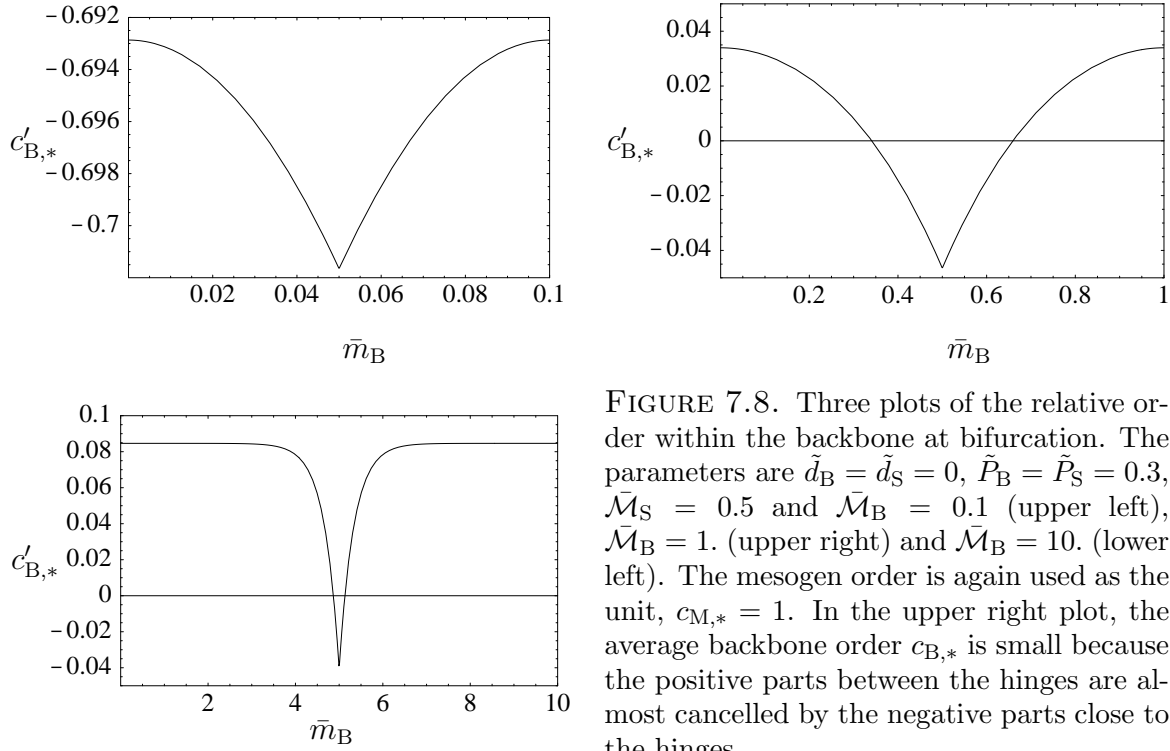 −0.692
−0.694
−0.696
c′B,∗
−0.698
−0.7
0.02 0.04 0.06 0.08 0.1
m̄B
0.04
0.02
0
c′B,∗
−0.02
−0.04
0.2 0.4 0.6 0.8 1
m̄B
0.1
0.08
0.06
0.04
c′B,∗
0.02
0
−0.02
−0.04
2 4 6 8 10
m̄B
FIGURE 7.8. Three plots of the relative or-
der within the backbone at bifurcation. The
parameters are d̃B = d̃S = 0, P̃B = P̃S = 0.3,
M̄S = 0.5 and M̄B = 0.1 (upper left),
M̄B = 1. (upper right) and M̄B = 10. (lower
left). The mesogen order is again used as the
unit, cM,∗ = 1. In the upper right plot, the
average backbone order cB,∗ is small because
the positive parts between the hinges are al-
most cancelled by the negative parts close to
the hinges